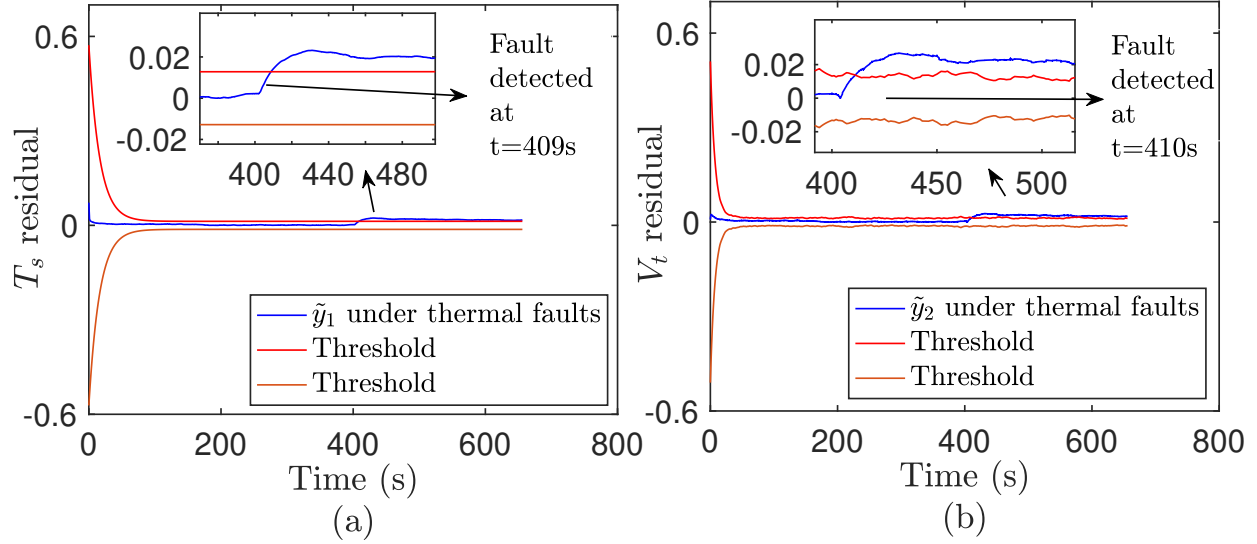 0.6
0
-0.6
T_s residual
0.02
0
-0.02
400
440
480
Fault
detected
at
t=409s
ỹ₁ under thermal faults
Threshold
Threshold
0
200
400
600
800
Time (s)
(a)
0.6
0
-0.6
V_t residual
0.02
0
-0.02
400
450
500
Fault
detected
at
t=410s
ỹ₂ under thermal faults
Threshold
Threshold
0
200
400
600
800
Time (s)
(b)